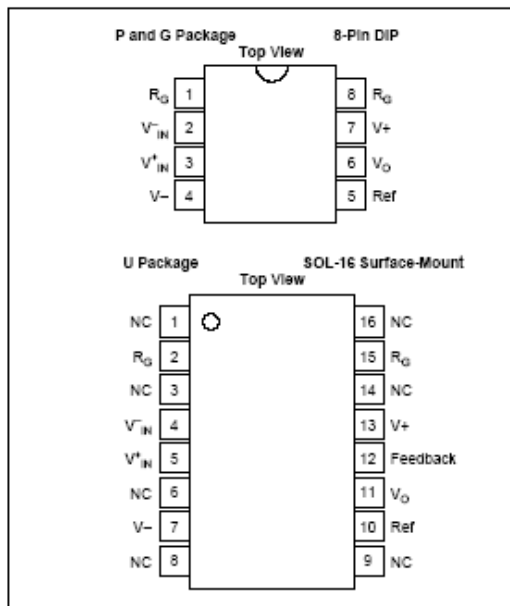 P and G Package 8-Pin DIP
Top View
RG 1 8 RG
V–IN 2 7 V+
V+IN 3 6 VO
V– 4 5 Ref
U Package SOL-16 Surface-Mount
Top View
NC 1 16 NC
RG 2 15 RG
NC 3 14 NC
V–IN 4 13 V+
V+IN 5 12 Feedback
NC 6 11 VO
V– 7 10 Ref
NC 8 9 NC